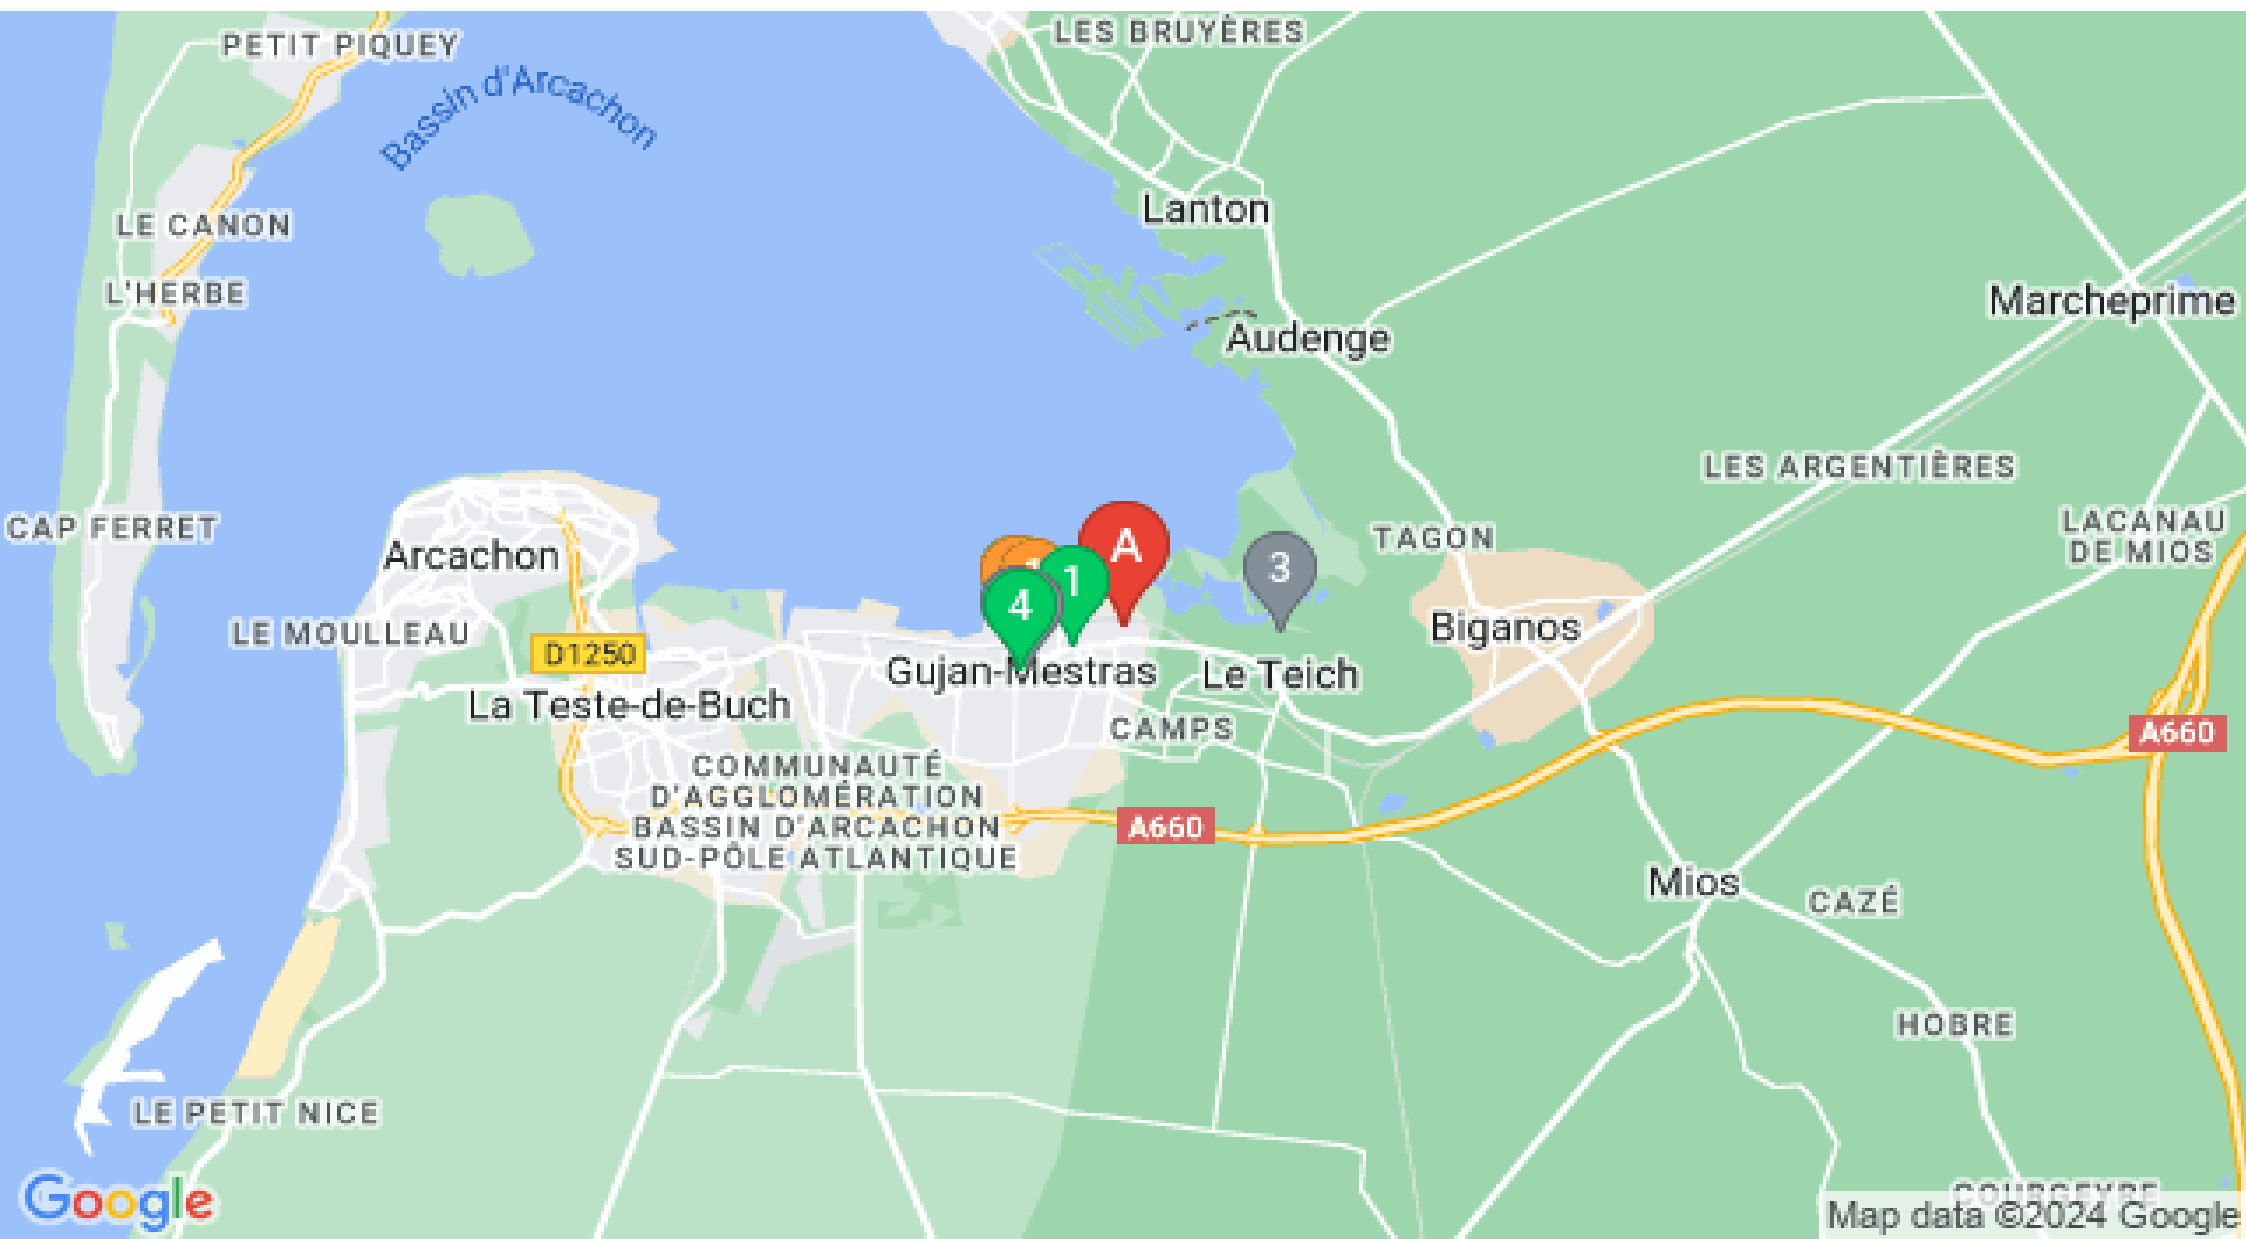 LES BRUYÈRES
PETIT PIQUEY
Bassin d'Arcachon
Lanton
LE CANON
L'HERBE
Marcheprime
Audenge
LES ARGENTIÈRES
CAP FERRET
LACANAU
DE MIOS
TAGON
Arcachon
A
3
1
1
4
Biganos
LE MOULLEAU
D1250
Gujan-Mestras
Le Teich
La Teste-de-Buch
CAMPS
A660
COMMUNAUTÉ
D'AGGLOMÉRATION
BASSIN D'ARCACHON
SUD-PÔLE ATLANTIQUE
A660
Mios
CAZÉ
HOBRE
LE PETIT NICE
Google
Map data ©2024 Google